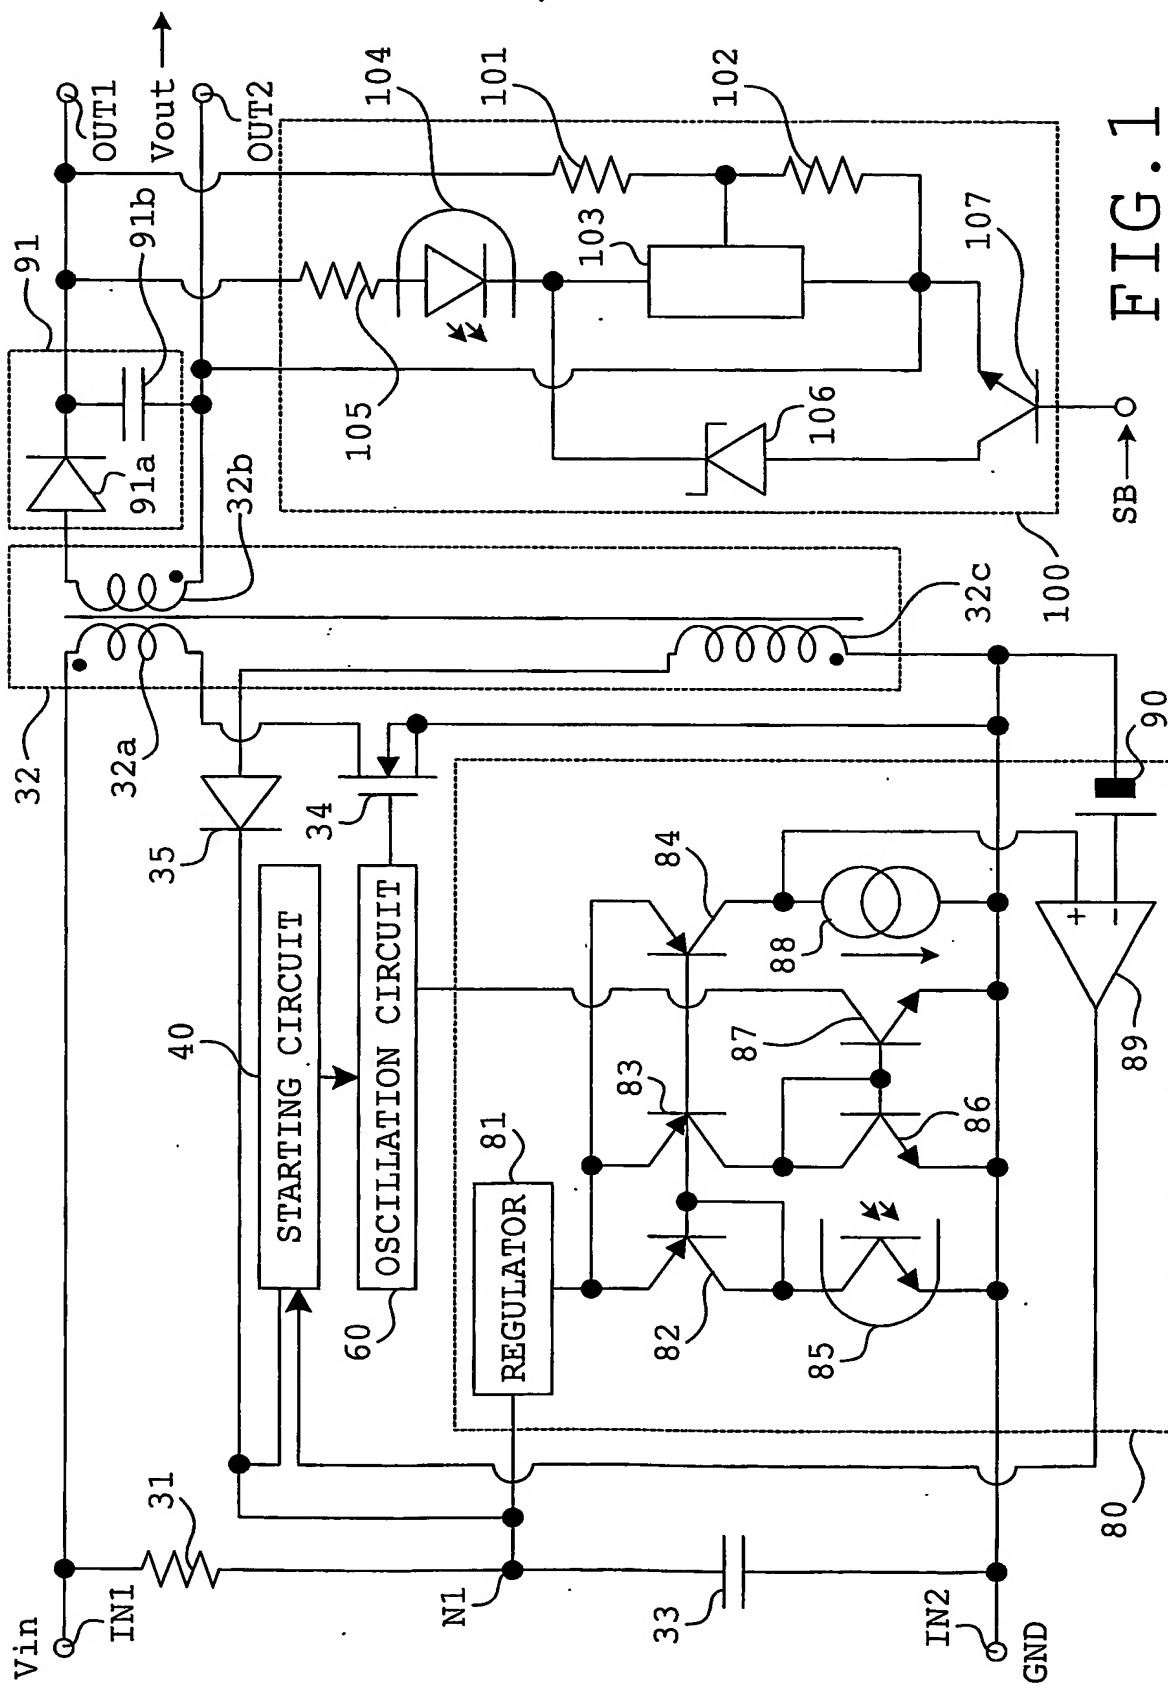 Vin
IN1
31
N1
33
IN2
GND
32
32a
32b
32c
35
34
40
STARTING CIRCUIT
60
OSCILLATION CIRCUIT
REGULATOR
81
82
83
84
85
86
87
88
89
+
-
90
80
91
91a
91b
OUT1
Vout
OUT2
104
101
102
103
105
106
107
100
SB
FIG.1